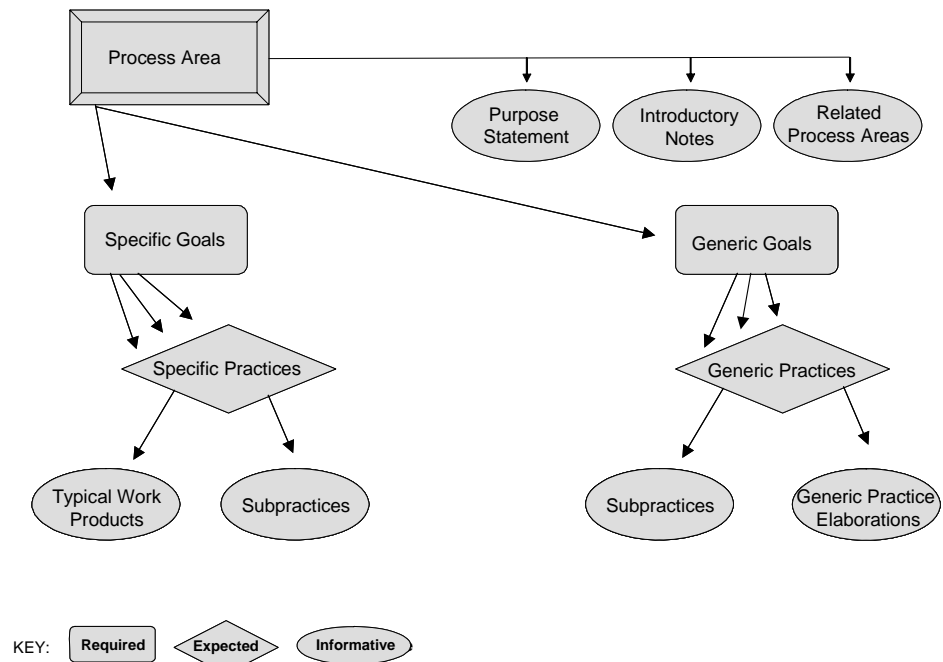 Process Area
Purpose
Statement
Introductory
Notes
Related
Process Areas
Specific Goals
Generic Goals
Specific Practices
Generic Practices
Typical Work
Products
Subpractices
Subpractices
Generic Practice
Elaborations
KEY:
Required
Expected
Informative